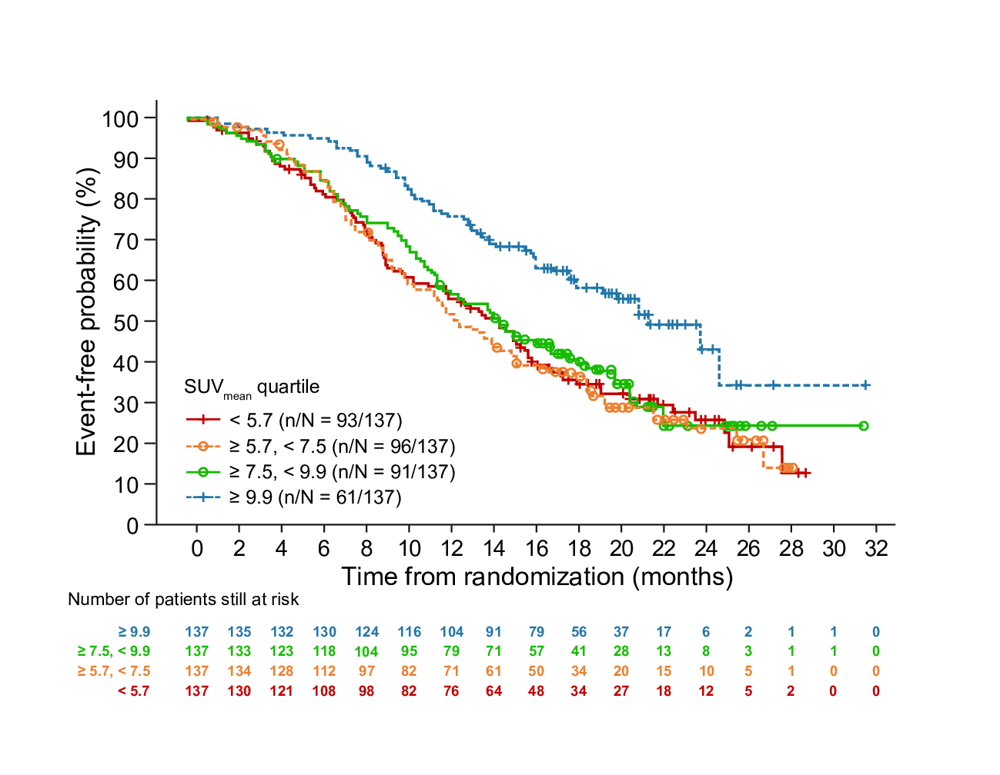 100
90
80
70
60
50
40
30
20
10
0
Event-free probability (%)
SUVmean quartile
< 5.7 (n/N = 93/137)
≥ 5.7, < 7.5 (n/N = 96/137)
≥ 7.5, < 9.9 (n/N = 91/137)
≥ 9.9 (n/N = 61/137)
0 2 4 6 8 10 12 14 16 18 20 22 24 26 28 30 32
Time from randomization (months)
Number of patients still at risk
≥ 9.9 137 135 132 130 124 116 104 91 79 56 37 17 6 2 1 1 0
≥ 7.5, < 9.9 137 133 123 118 104 95 79 71 57 41 28 13 8 3 1 1 0
≥ 5.7, < 7.5 137 134 128 112 97 82 71 61 50 34 20 15 10 5 1 0 0
< 5.7 137 130 121 108 98 82 76 64 48 34 27 18 12 5 2 0 0